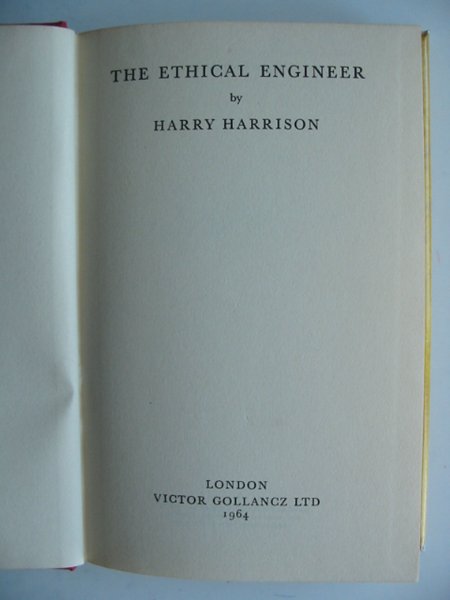 THE ETHICAL ENGINEER
by
HARRY HARRISON
LONDON
VICTOR GOLLANCZ LTD
1964